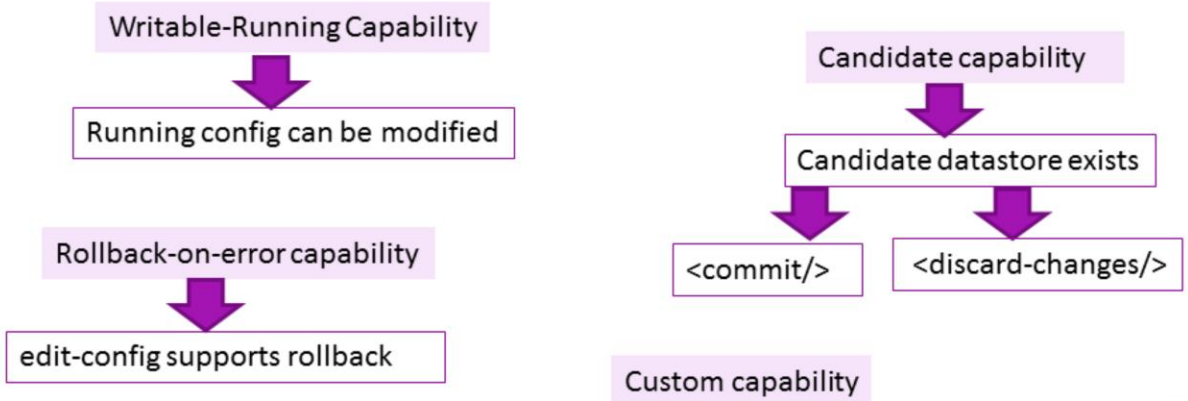 Writable-Running Capability
Running config can be modified
Rollback-on-error capability
edit-config supports rollback
Candidate capability
Candidate datastore exists
<commit/>
<discard-changes/>
Custom capability